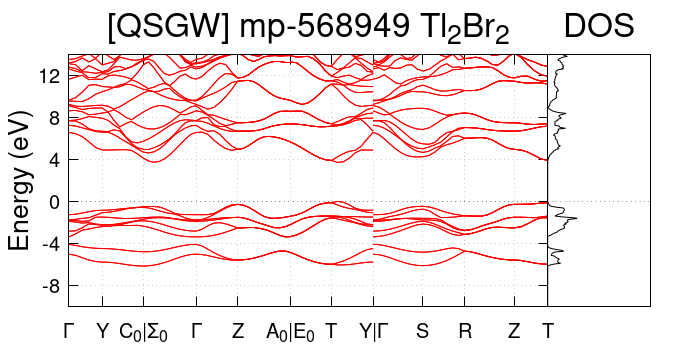 [QSGW] mp-568949 Tl₂Br₂ DOS
Energy (eV)
12
8
4
0
-4
-8
Γ Y C₀|Σ₀ Γ Z A₀|E₀ T Y|Γ S R Z T